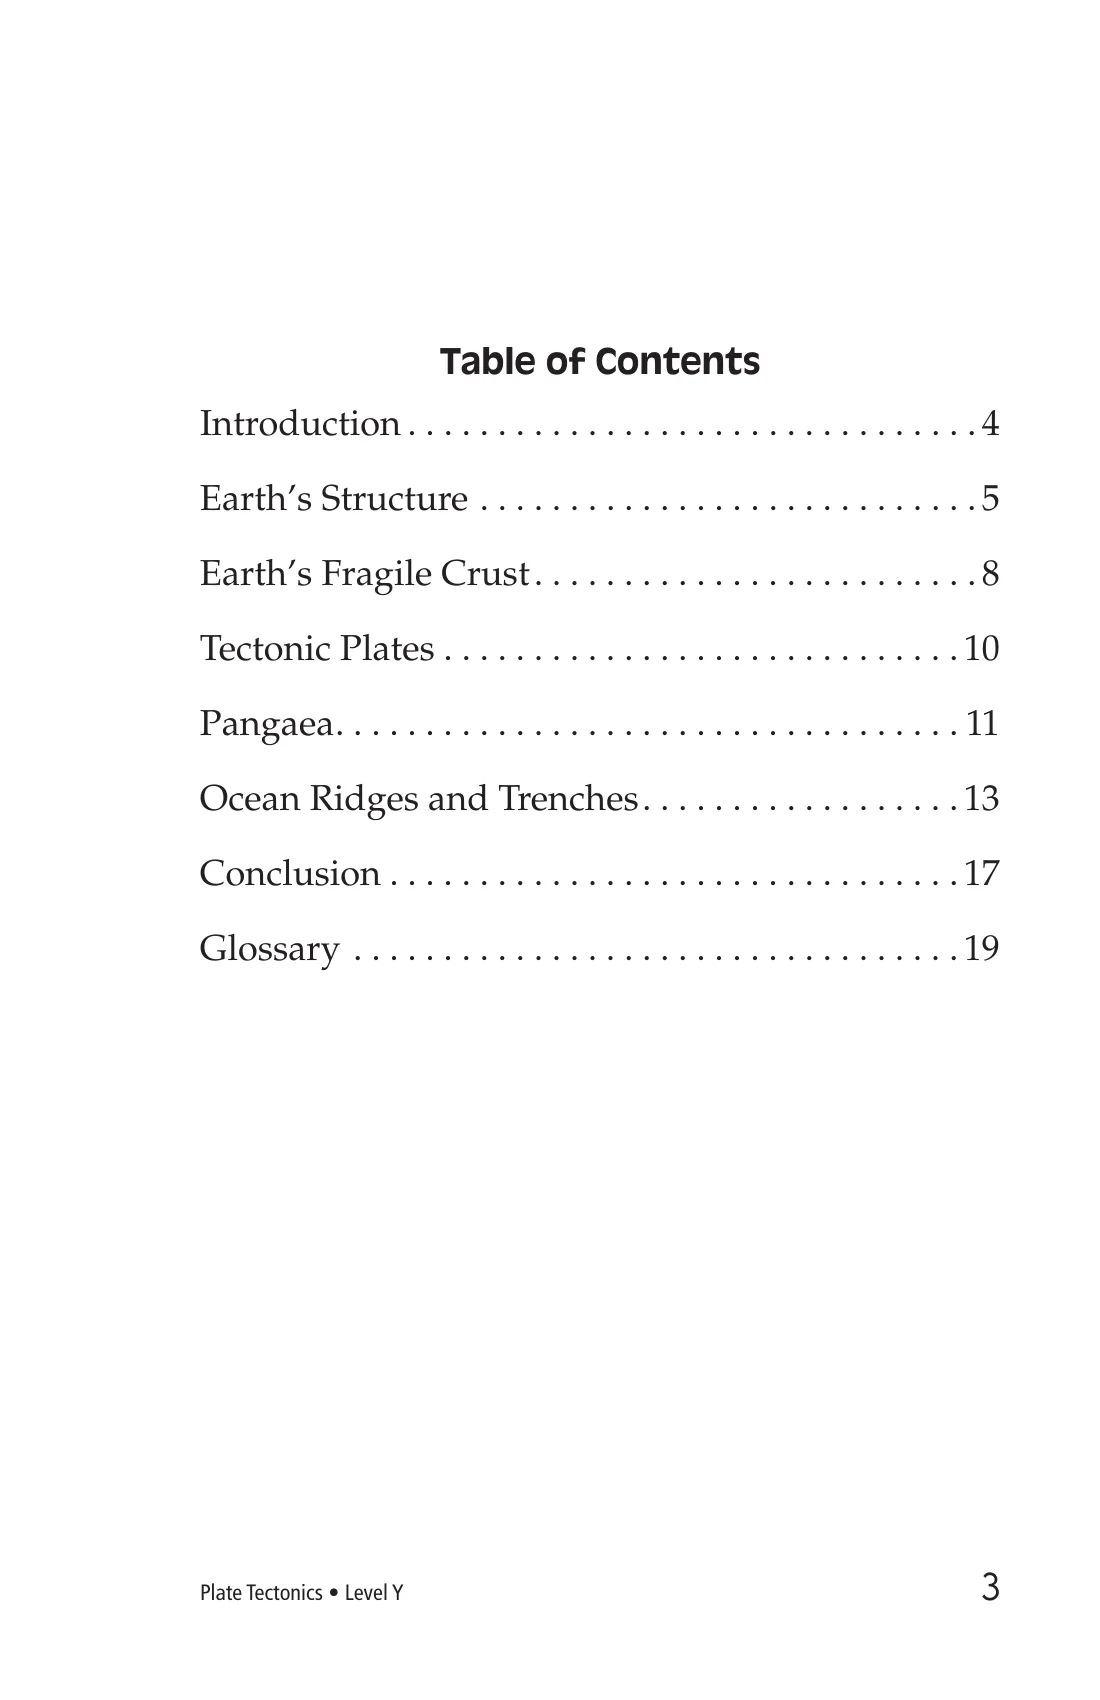 Table of Contents
Introduction . . . . . . . . . . . . . . . . . . . . . . . . . . . . . . . . 4
Earth’s Structure . . . . . . . . . . . . . . . . . . . . . . . . . . . . 5
Earth’s Fragile Crust . . . . . . . . . . . . . . . . . . . . . . . . . 8
Tectonic Plates . . . . . . . . . . . . . . . . . . . . . . . . . . . . . 10
Pangaea. . . . . . . . . . . . . . . . . . . . . . . . . . . . . . . . . . . 11
Ocean Ridges and Trenches . . . . . . . . . . . . . . . . . . 13
Conclusion . . . . . . . . . . . . . . . . . . . . . . . . . . . . . . . . 17
Glossary . . . . . . . . . . . . . . . . . . . . . . . . . . . . . . . . . . 19
Plate Tectonics • Level Y 3